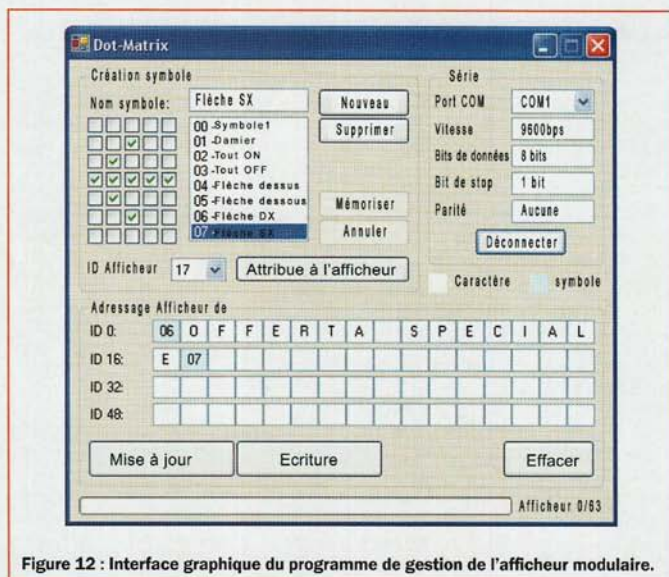 Dot-Matrix
Création symbole
Nom symbole: Flèche SX
Nouveau
Supprimer
00-Symbole1
01-Damier
02-Tout ON
03-Tout OFF
04-Flèche dessus
05-Flèche dessous
06-Flèche DX
07-Flèche SX
Mémoriser
Annuler
ID Afficheur 17
Attribue à l'afficheur
Série
Port COM COM1
Vitesse 9600bps
Bits de données 8 bits
Bit de stop 1 bit
Parité Aucune
Déconnecter
Caractère symbole
Adressage Afficheur de
ID 0: 06 O F F E R T A S P E C I A L
ID 16: E 07
ID 32:
ID 48:
Mise à jour Ecriture Effacer
Afficheur 0/63
Figure 12 : Interface graphique du programme de gestion de l'afficheur modulaire.